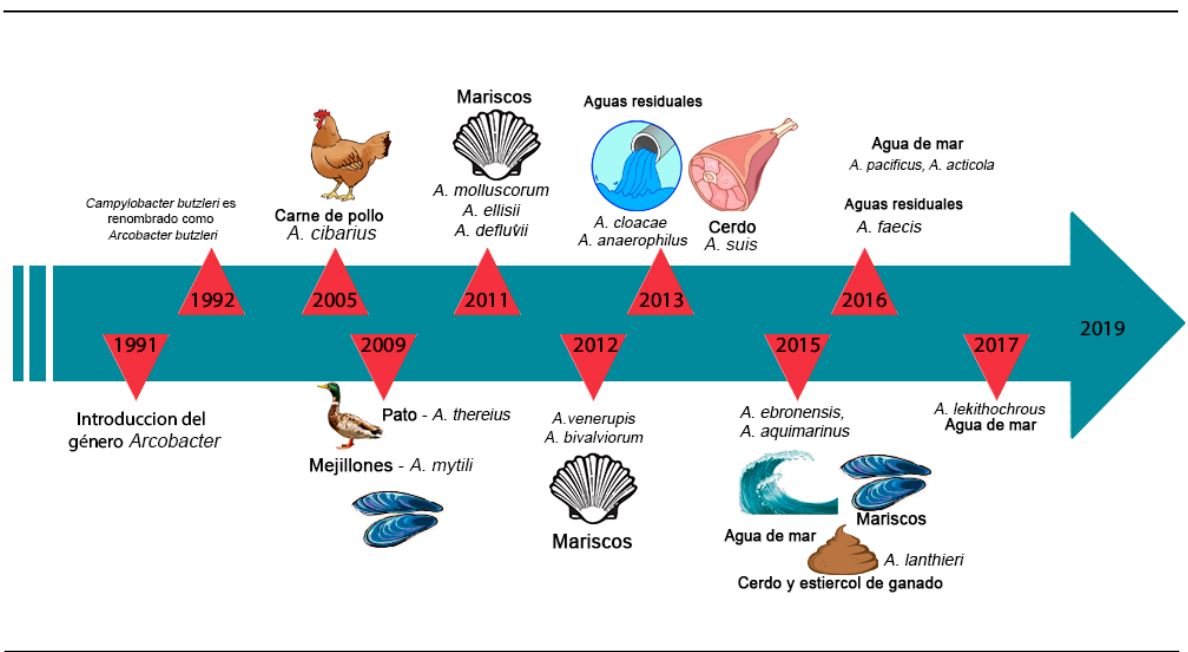 Campylobacter butzleri es
renombrado como
Arcobacter butzleri
1992
Carne de pollo
A. cibarius
2005
Mariscos
A. molluscorum
A. ellisii
A. defluvii
2011
Aguas residuales
A. cloacae
A. anaerophilus
Cerdo
A. suis
2013
Agua de mar
A. pacificus, A. acticola
Aguas residuales
A. faecis
2016
1991
Introduccion del
género Arcobacter
2009
Pato - A. thereius
Mejillones - A. mytili
2012
A.venerupis
A. bivalviorum
Mariscos
2015
A. ebronensis,
A. aquimarinus
Agua de mar
Mariscos
A. lanthieri
Cerdo y estiercol de ganado
2017
A. lekithochrous
Agua de mar
2019